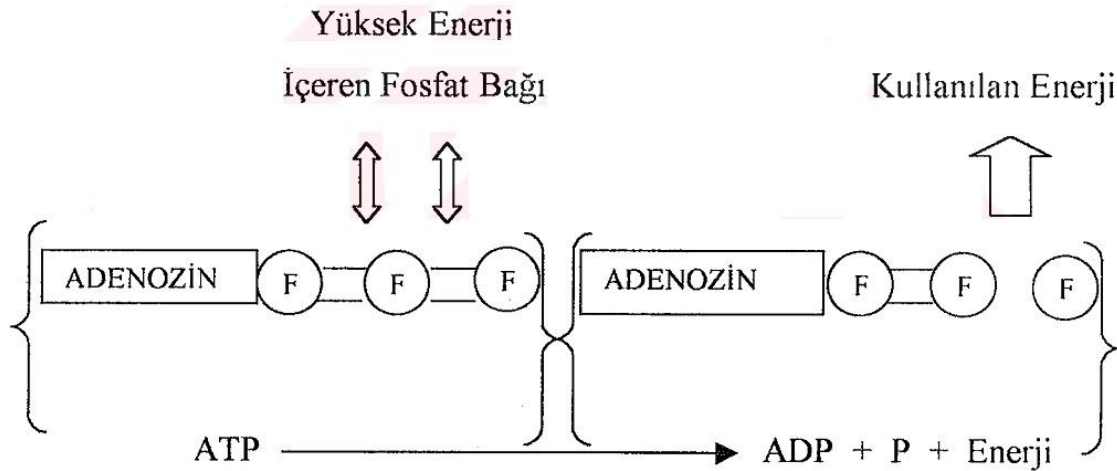 Yüksek Enerji
İçeren Fosfat Bağı
Kullanılan Enerji
ADENOZİN F F F
ADENOZİN F F F
ATP ADP + P + Enerji